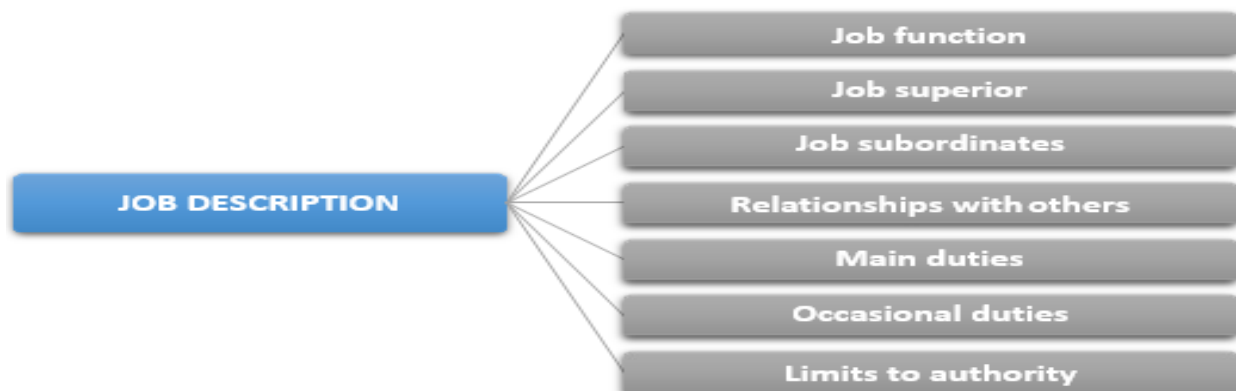 Job function
Job superior
Job subordinates
JOB DESCRIPTION
Relationships with others
Main duties
Occasional duties
Limits to authority